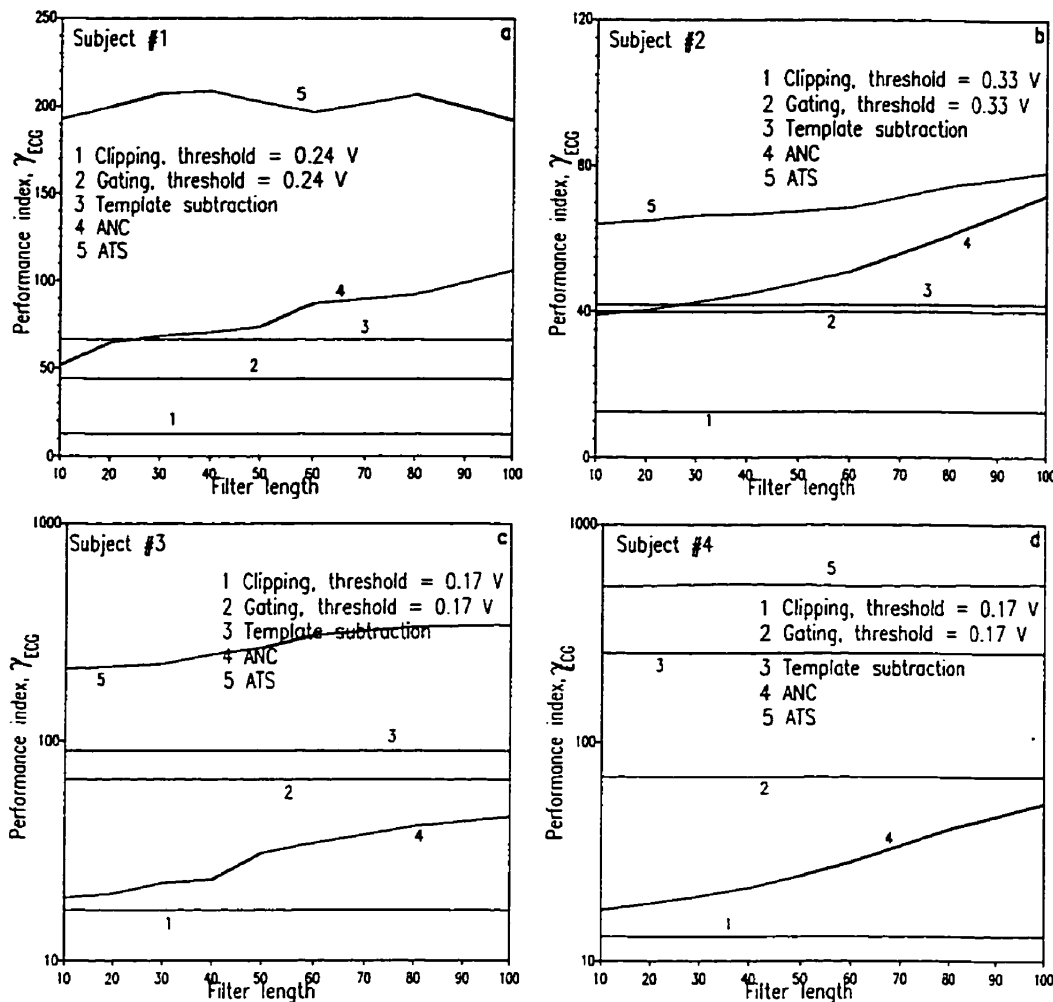 Subject #1
a
250
200
150
100
50
0
Performance index, γECG
5
1 Clipping, threshold = 0.24 V
2 Gating, threshold = 0.24 V
3 Template subtraction
4 ANC
5 ATS
4
3
2
1
10 20 30 40 50 60 70 80 90 100
Filter length
Subject #2
b
120
80
40
0
Performance index, γECG
1 Clipping, threshold = 0.33 V
2 Gating, threshold = 0.33 V
3 Template subtraction
4 ANC
5 ATS
5
4
3
2
1
10 20 30 40 50 60 70 80 90 100
Filter length
Subject #3
c
1000
100
10
Performance index, γECG
1 Clipping, threshold = 0.17 V
2 Gating, threshold = 0.17 V
3 Template subtraction
4 ANC
5 ATS
5
3
2
4
1
10 20 30 40 50 60 70 80 90 100
Filter length
Subject #4
d
1000
100
10
Performance index, γECG
5
1 Clipping, threshold = 0.17 V
2 Gating, threshold = 0.17 V
3
3 Template subtraction
4 ANC
5 ATS
2
4
1
10 20 30 40 50 60 70 80 90 100
Filter length